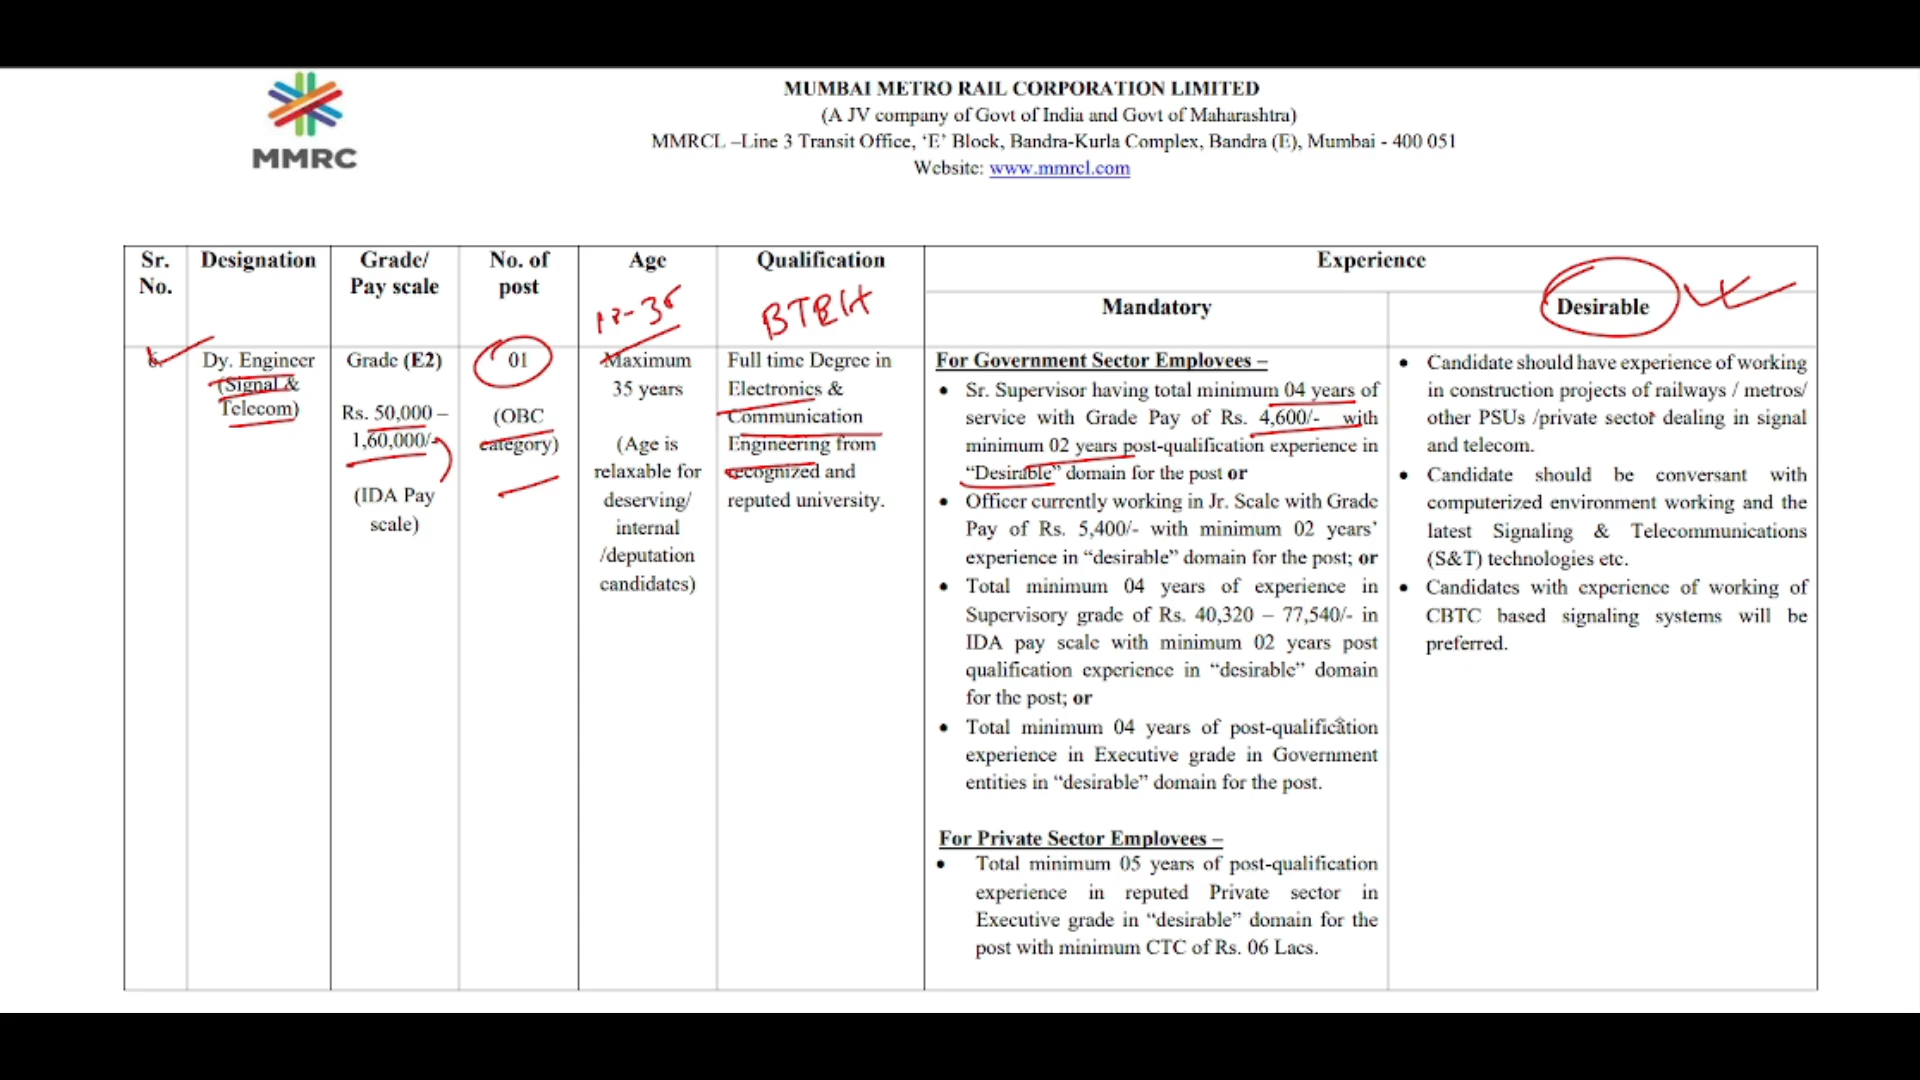 MMRC
MUMBAI METRO RAIL CORPORATION LIMITED
(A JV company of Govt of India and Govt of Maharashtra)
MMRCL –Line 3 Transit Office, ‘E’ Block, Bandra-Kurla Complex, Bandra (E), Mumbai - 400 051
Website: www.mmrcl.com
Sr.
No.
Designation
Grade/
Pay scale
No. of
post
Age
Qualification
Experience
Mandatory
Desirable
18-35
Dy. Engineer
(Signal &
Telecom)
Grade (E2)
Rs. 50,000 –
1,60,000/-
(IDA Pay
scale)
01
(OBC
category)
Maximum
35 years
(Age is
relaxable for
deserving/
internal
/deputation
candidates)
Full time Degree in
Electronics &
Communication
Engineering from
recognized and
reputed university.
For Government Sector Employees –
• Sr. Supervisor having total minimum 04 years of
service with Grade Pay of Rs. 4,600/- with
minimum 02 years post-qualification experience in
“Desirable” domain for the post or
• Officer currently working in Jr. Scale with Grade
Pay of Rs. 5,400/- with minimum 02 years’
experience in “desirable” domain for the post; or
• Total minimum 04 years of experience in
Supervisory grade of Rs. 40,320 – 77,540/- in
IDA pay scale with minimum 02 years post
qualification experience in “desirable” domain
for the post; or
• Total minimum 04 years of post-qualification
experience in Executive grade in Government
entities in “desirable” domain for the post.
For Private Sector Employees –
• Total minimum 05 years of post-qualification
experience in reputed Private sector in
Executive grade in “desirable” domain for the
post with minimum CTC of Rs. 06 Lacs.
• Candidate should have experience of working
in construction projects of railways / metros/
other PSUs /private sector dealing in signal
and telecom.
• Candidate should be conversant with
computerized environment working and the
latest Signaling & Telecommunications
(S&T) technologies etc.
• Candidates with experience of working of
CBTC based signaling systems will be
preferred.